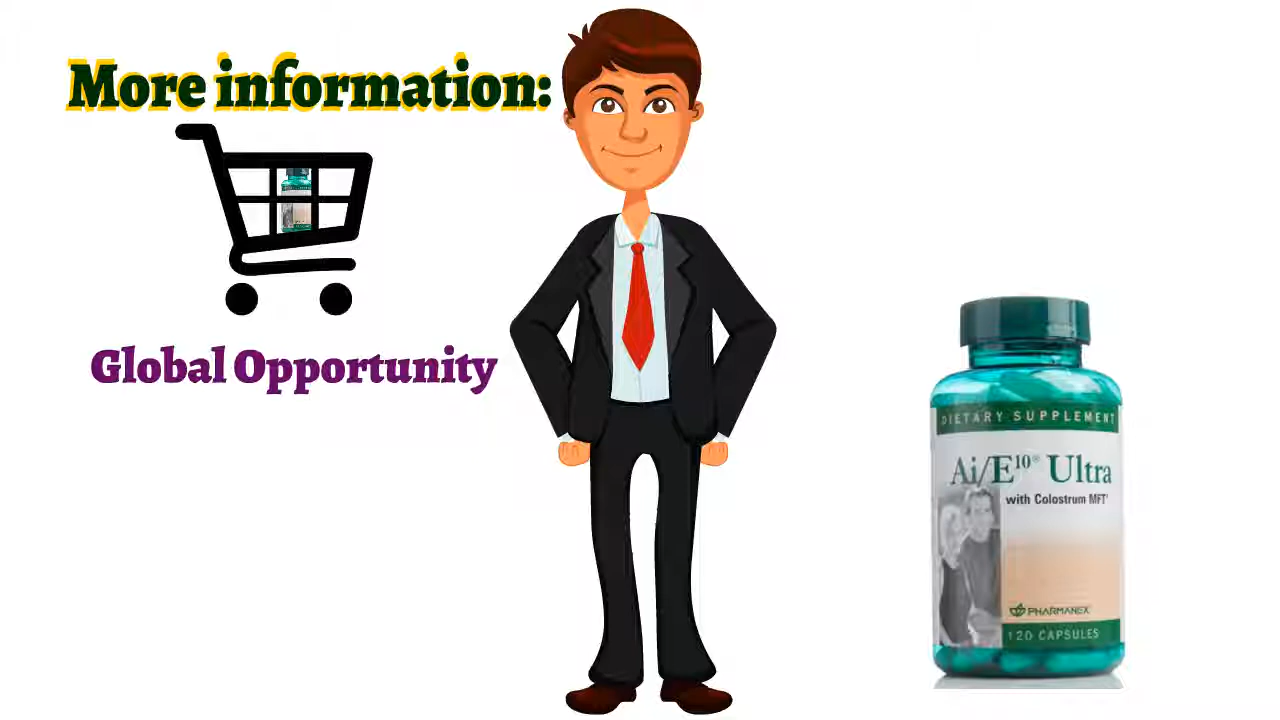 More information:
Global Opportunity
DIETARY SUPPLEMENT
Ai/E10® Ultra
with Colostrum MFT
PHARMANEX
120 CAPSULES